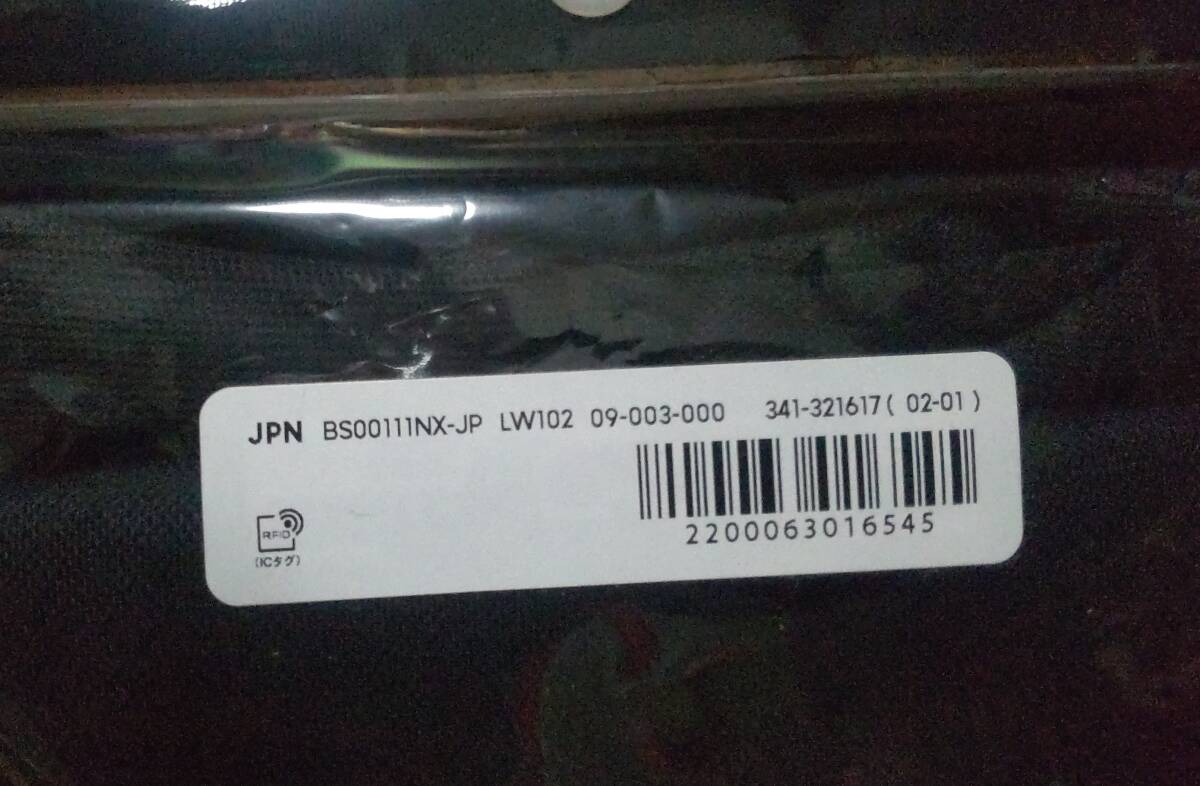 JPN BS00111NX-JP LW102 09-003-000 341-321617 ( 02-01 )
2200063016545
RFID
(ICタグ)